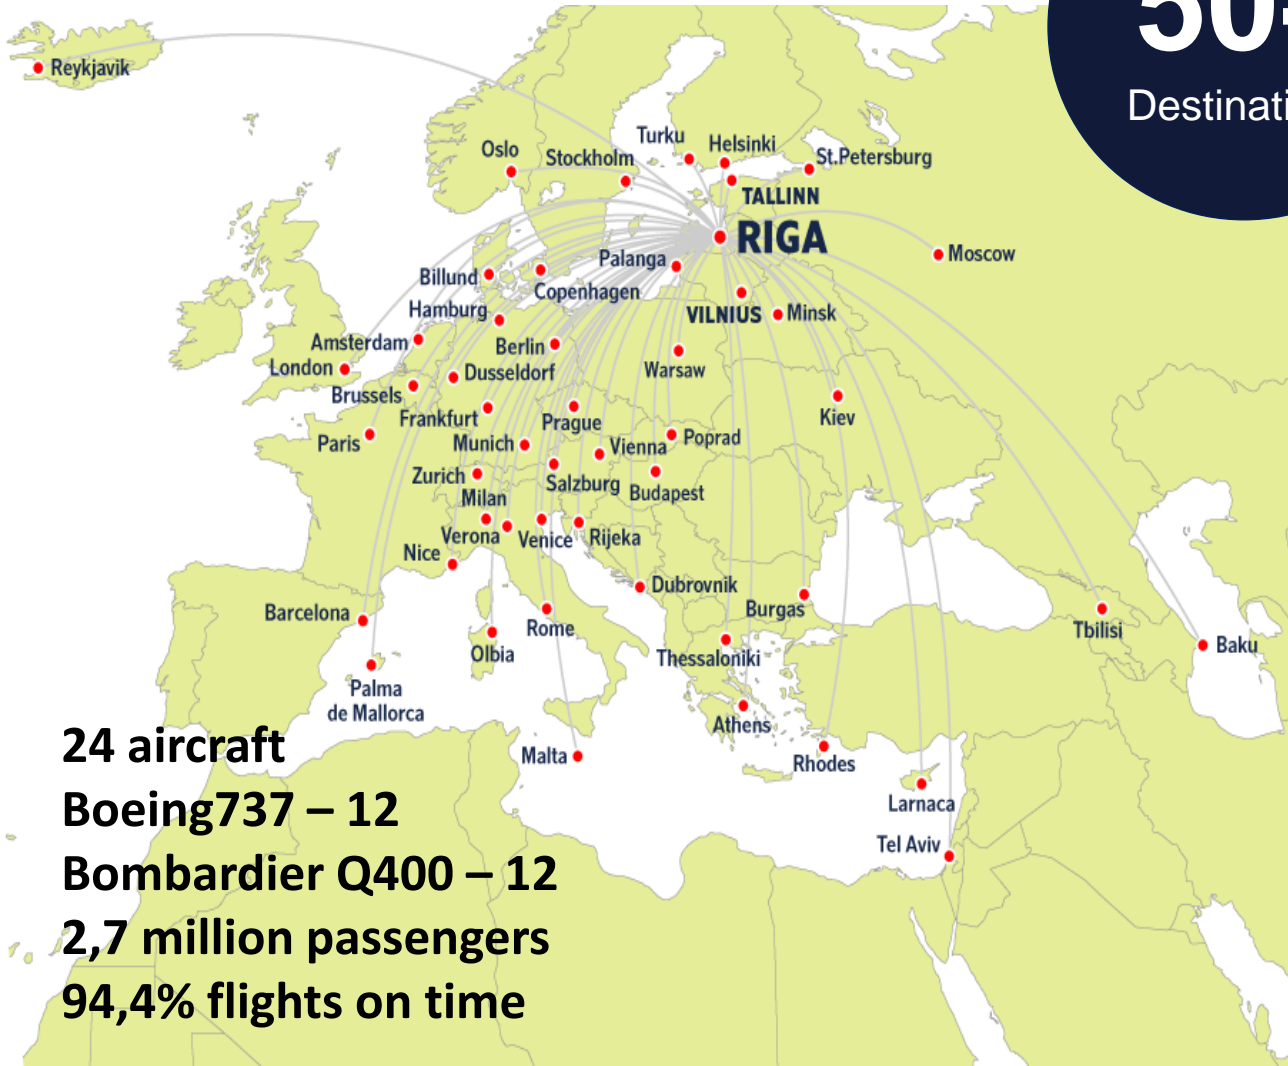 50
Destinati
Reykjavik
Oslo
Stockholm
Turku
Helsinki
St.Petersburg
TALLINN
RIGA
Moscow
Palanga
Billund
Copenhagen
Hamburg
VILNIUS
Minsk
Amsterdam
Berlin
London
Dusseldorf
Warsaw
Brussels
Frankfurt
Prague
Kiev
Paris
Munich
Vienna
Poprad
Zurich
Salzburg
Budapest
Milan
Verona
Venice
Rijeka
Nice
Dubrovnik
Barcelona
Burgas
Rome
Tbilisi
Baku
Olbia
Thessaloniki
Palma
de Mallorca
Athens
Malta
Rhodes
Larnaca
Tel Aviv
24 aircraft
Boeing737 – 12
Bombardier Q400 – 12
2,7 million passengers
94,4% flights on time